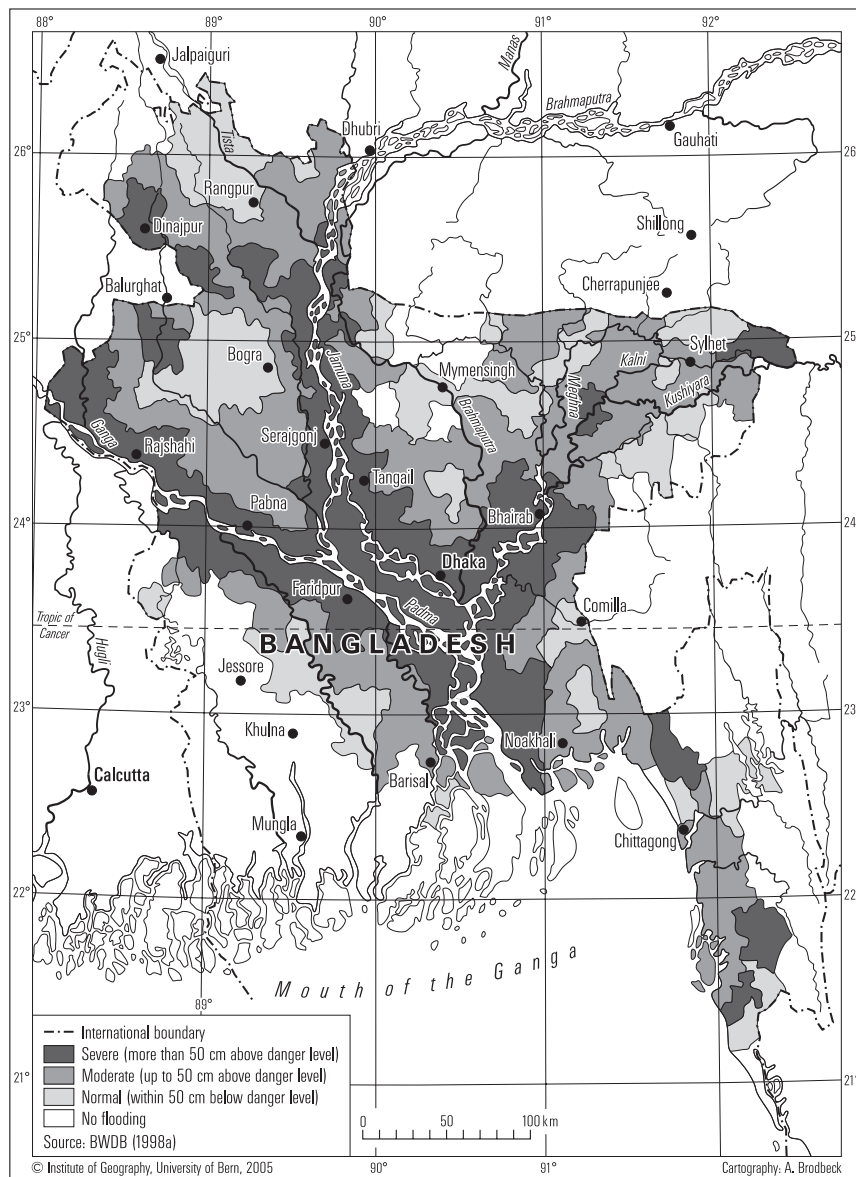 88° 89° 90° 91° 92°
Jalpaiguri
Manas
Brahmaputra
Dhubri
Gauhati
Tista
26° 26°
Rangpur
Dinajpur
Shillong
Balurghat
Cherrapunjee
25° 25°
Jamuna
Kalni
Sylhet
Bogra
Mymensingh
Meghna
Kushiyara
Brahmaputra
Ganga
Rajshahi
Serajgonj
Tangail
Pabna
Bhairab
24° 24°
Dhaka
Faridpur
Padma
Comilla
Tropic of
Cancer
BANGLADESH
Hugli
Jessore
23° 23°
Khulna
Noakhali
Calcutta
Barisal
Mungla
Chittagong
22° 22°
Mouth of the Ganga
89°
International boundary
Severe (more than 50 cm above danger level)
Moderate (up to 50 cm above danger level)
Normal (within 50 cm below danger level)
No flooding
Source: BWDB (1998a)
21° 21°
0 50 100 km
90° 91°
© Institute of Geography, University of Bern, 2005 Cartography: A. Brodbeck